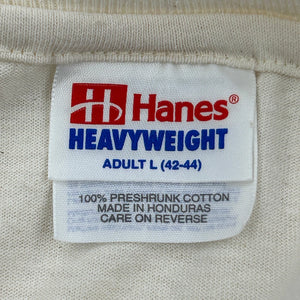 Hanes®
HEAVYWEIGHT
ADULT L (42-44)
100% PRESHRUNK COTTON
MADE IN HONDURAS
CARE ON REVERSE